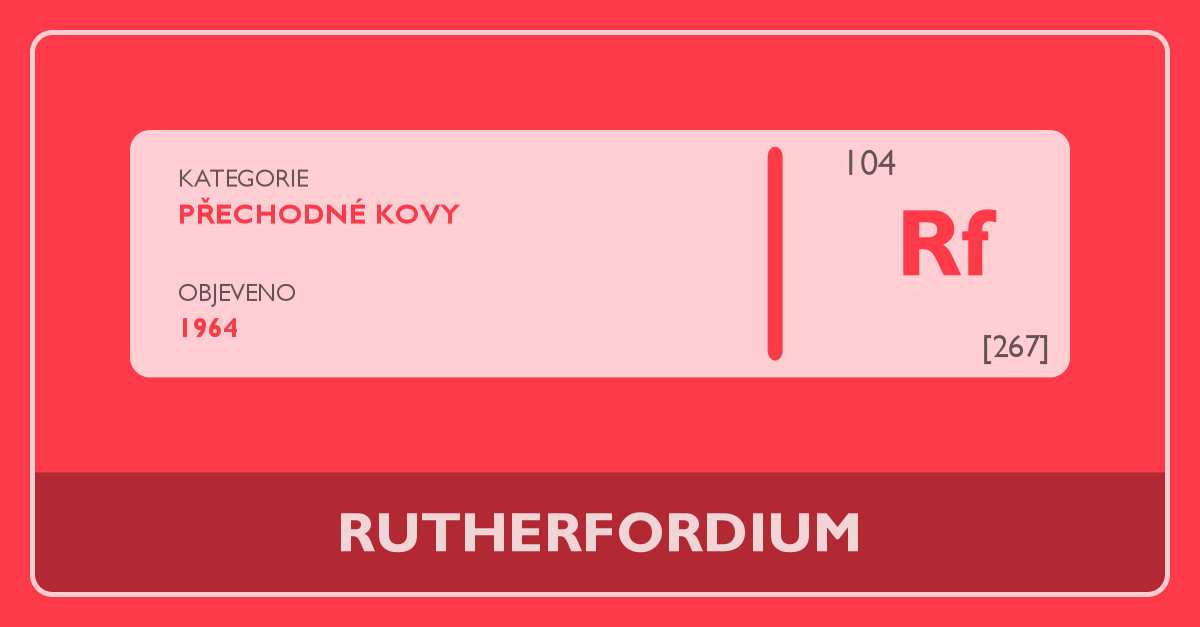 KATEGORIE
PŘECHODNÉ KOVY
OBJEVENO
1964
104
Rf
[267]
RUTHERFORDIUM